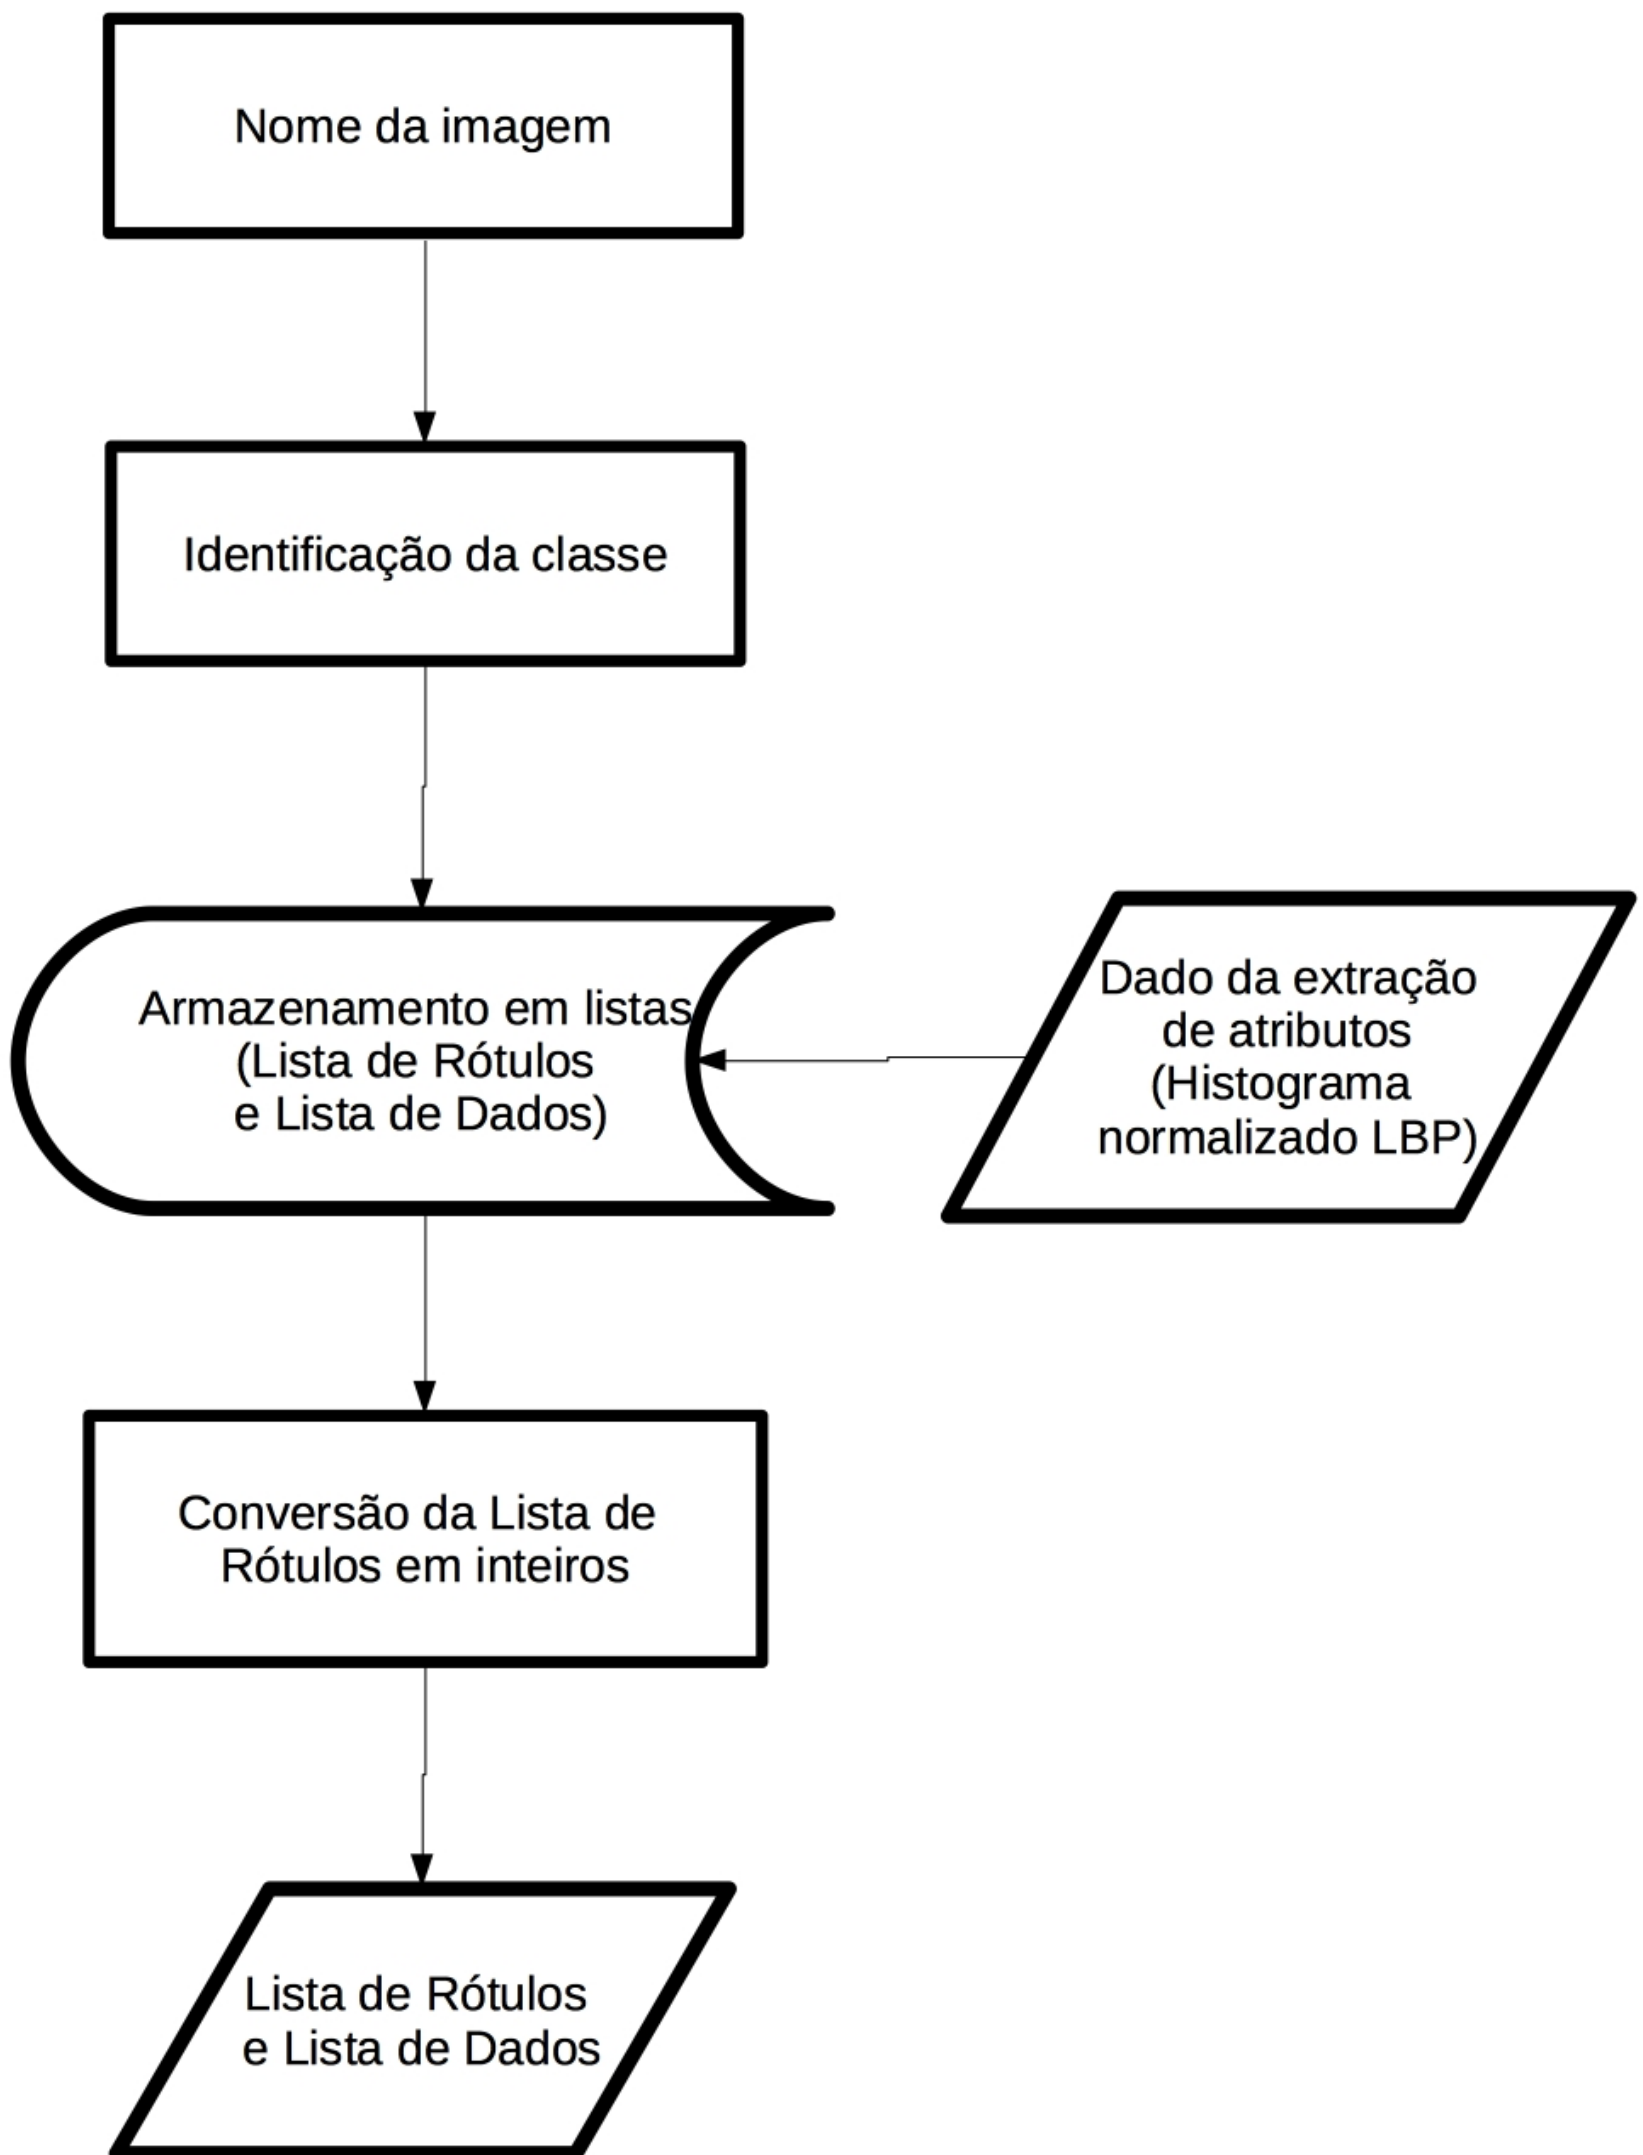 Nome da imagem
Identificação da classe
Armazenamento em listas
(Lista de Rótulos
e Lista de Dados)
Dado da extração
de atributos
(Histograma
normalizado LBP)
Conversão da Lista de
Rótulos em inteiros
Lista de Rótulos
e Lista de Dados